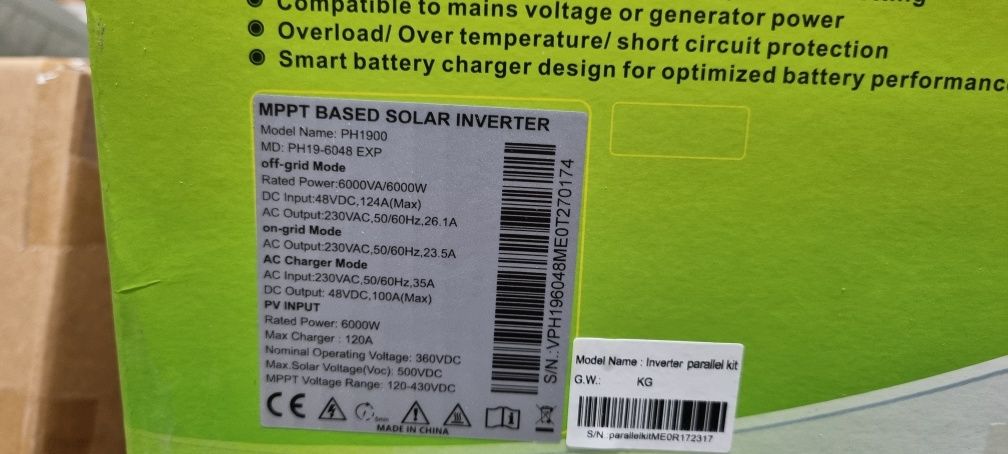 Compatible to mains voltage or generator power
Overload/ Over temperature/ short circuit protection
Smart battery charger design for optimized battery performanc
MPPT BASED SOLAR INVERTER
Model Name: PH1900
MD: PH19-6048 EXP
off-grid Mode
Rated Power:6000VA/6000W
DC Input:48VDC,124A(Max)
AC Output:230VAC,50/60Hz,26.1A
on-grid Mode
AC Output:230VAC,50/60Hz,23.5A
AC Charger Mode
AC Input:230VAC,50/60Hz,35A
DC Output: 48VDC,100A(Max)
PV INPUT
Rated Power: 6000W
Max Charger : 120A
Nominal Operating Voltage: 360VDC
Max.Solar Voltage(Voc): 500VDC
MPPT Voltage Range: 120-430VDC
CE
MADE IN CHINA
S/N.:VPH196048ME0T270174
Model Name : Inverter parallel kit
G.W.: KG
S/N parallelkitME0R172317